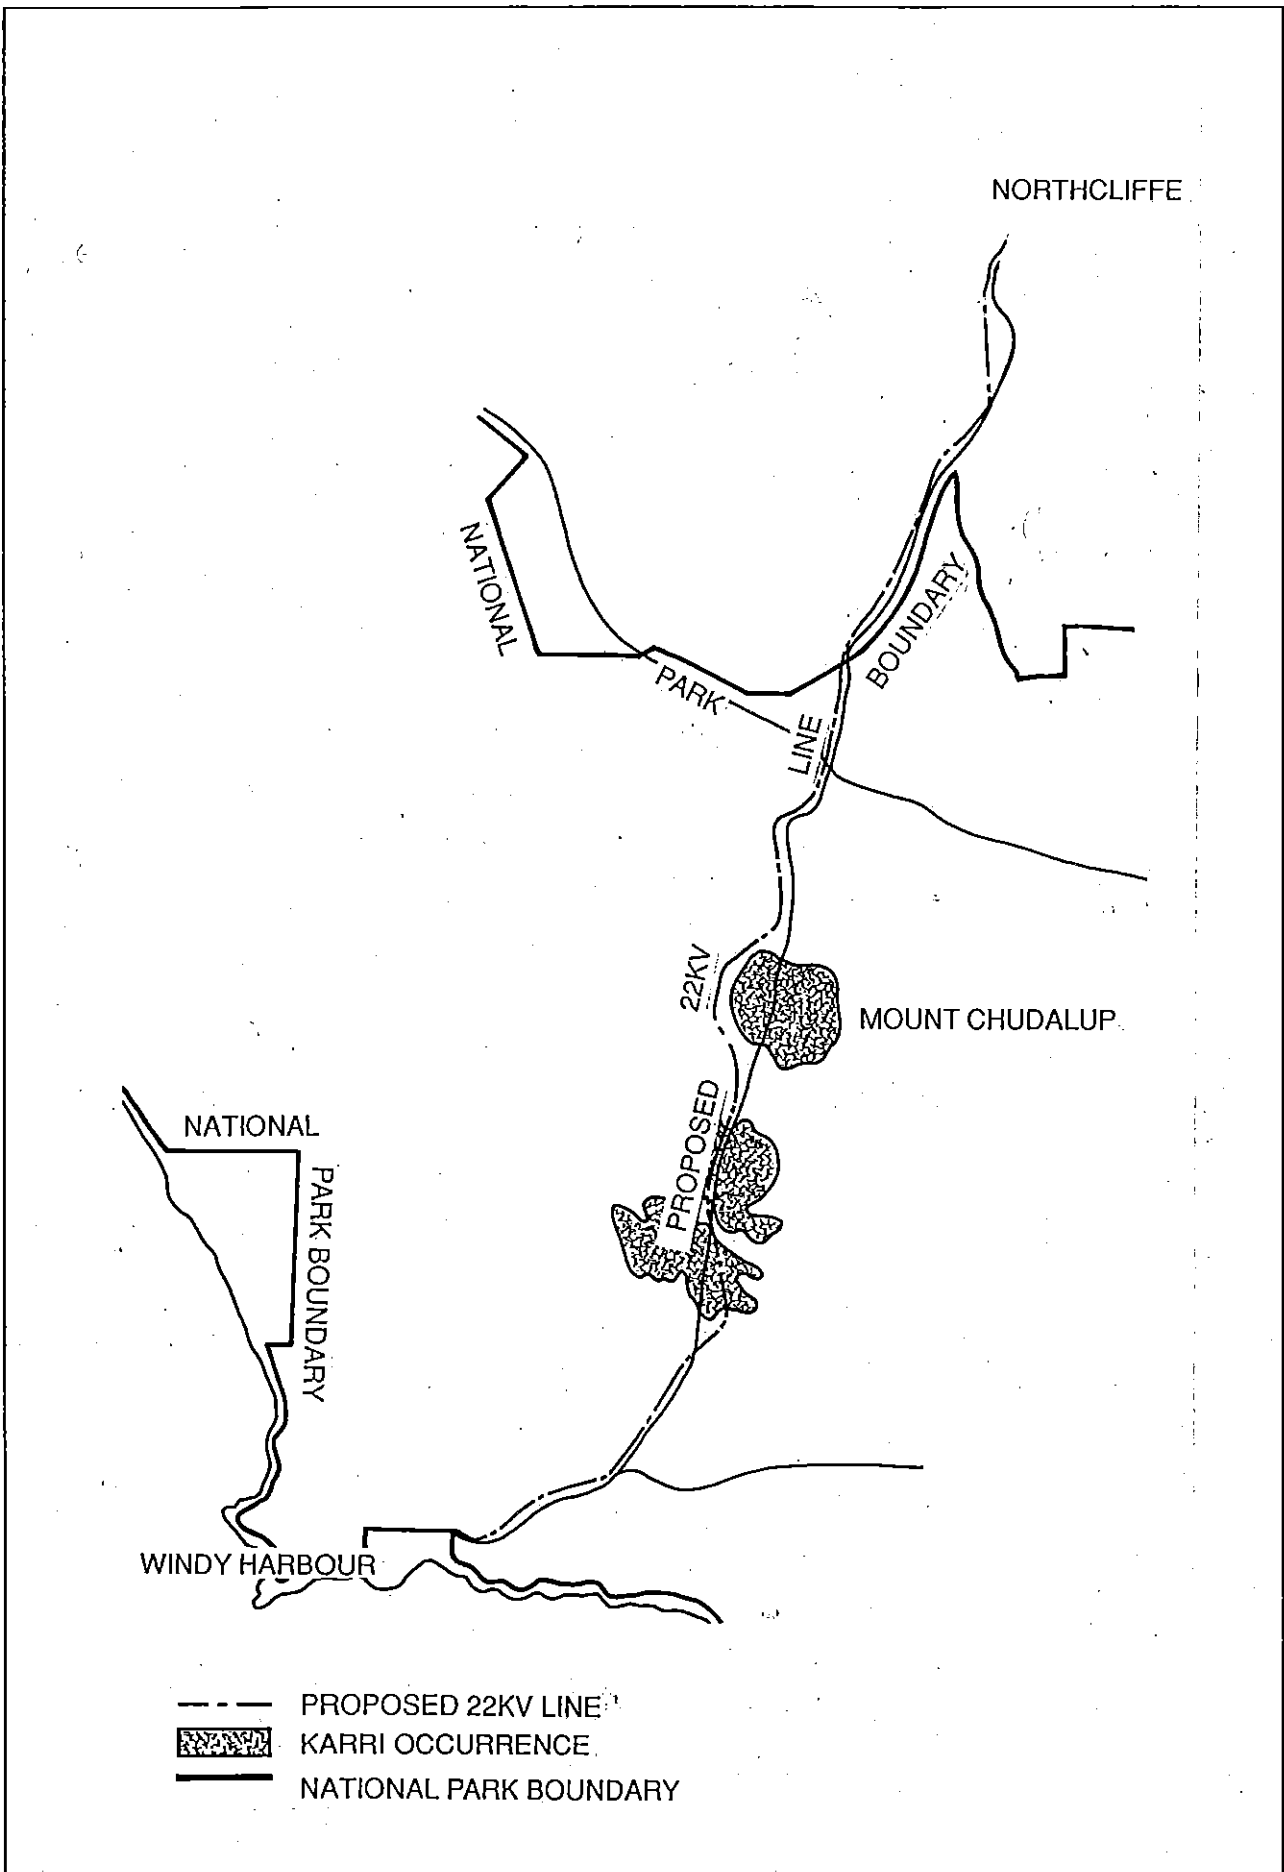 NORTHCLIFFE
NATIONAL
PARK
BOUNDARY
LINE
22KV
MOUNT CHUDALUP
PROPOSED
NATIONAL
PARK BOUNDARY
WINDY HARBOUR
PROPOSED 22KV LINE
KARRI OCCURRENCE
NATIONAL PARK BOUNDARY